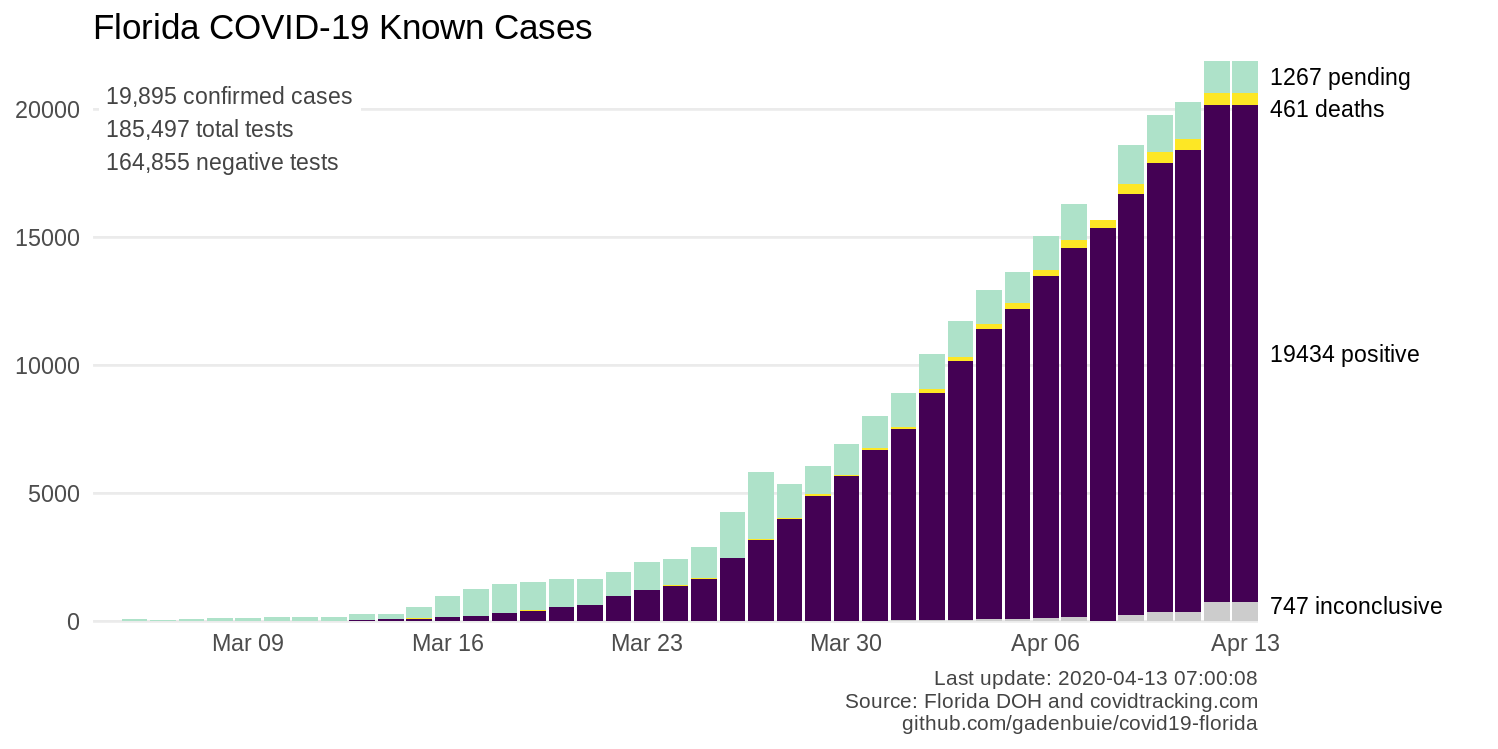 Florida COVID-19 Known Cases
19,895 confirmed cases
185,497 total tests
164,855 negative tests
20000
15000
10000
5000
0
1267 pending
461 deaths
19434 positive
747 inconclusive
Mar 09 Mar 16 Mar 23 Mar 30 Apr 06 Apr 13
Last update: 2020-04-13 07:00:08
Source: Florida DOH and covidtracking.com
github.com/gadenbuie/covid19-florida